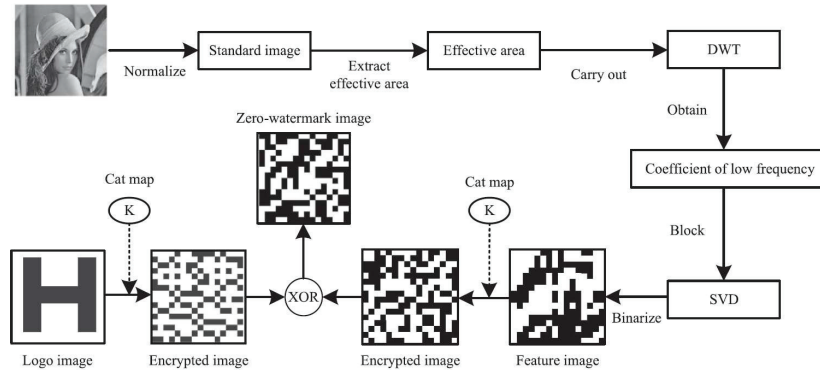 Standard image
Effective area
DWT
Normalize
Extract
effective area
Carry out
Obtain
Zero-watermark image
Coefficient of low frequency
Cat map
K
Cat map
K
Block
H
XOR
SVD
Binarize
Logo image
Encrypted image
Encrypted image
Feature image